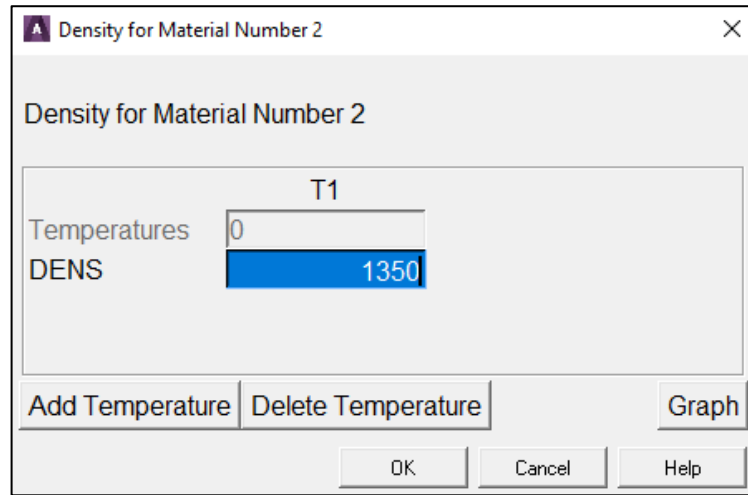 A Density for Material Number 2
Density for Material Number 2
T1
Temperatures 0
DENS 1350
Add Temperature Delete Temperature Graph
OK Cancel Help